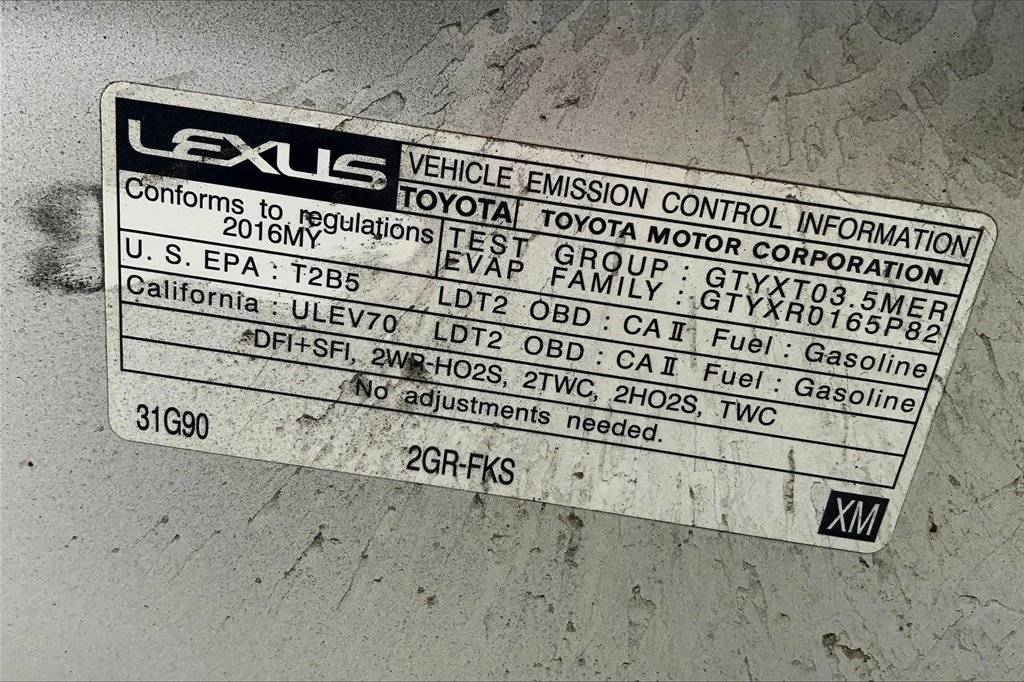 LEXUS
VEHICLE EMISSION CONTROL INFORMATION
TOYOTA
TOYOTA MOTOR CORPORATION
Conforms to regulations
2016MY
TEST GROUP : GTYXT03.5MER
EVAP FAMILY : GTYXR0165P82
U. S. EPA : T2B5 LDT2 OBD : CA II Fuel : Gasoline
California : ULEV70 LDT2 OBD : CA II Fuel : Gasoline
DFI+SFI, 2WR-HO2S, 2TWC, 2HO2S, TWC
No adjustments needed.
31G90
2GR-FKS
XM